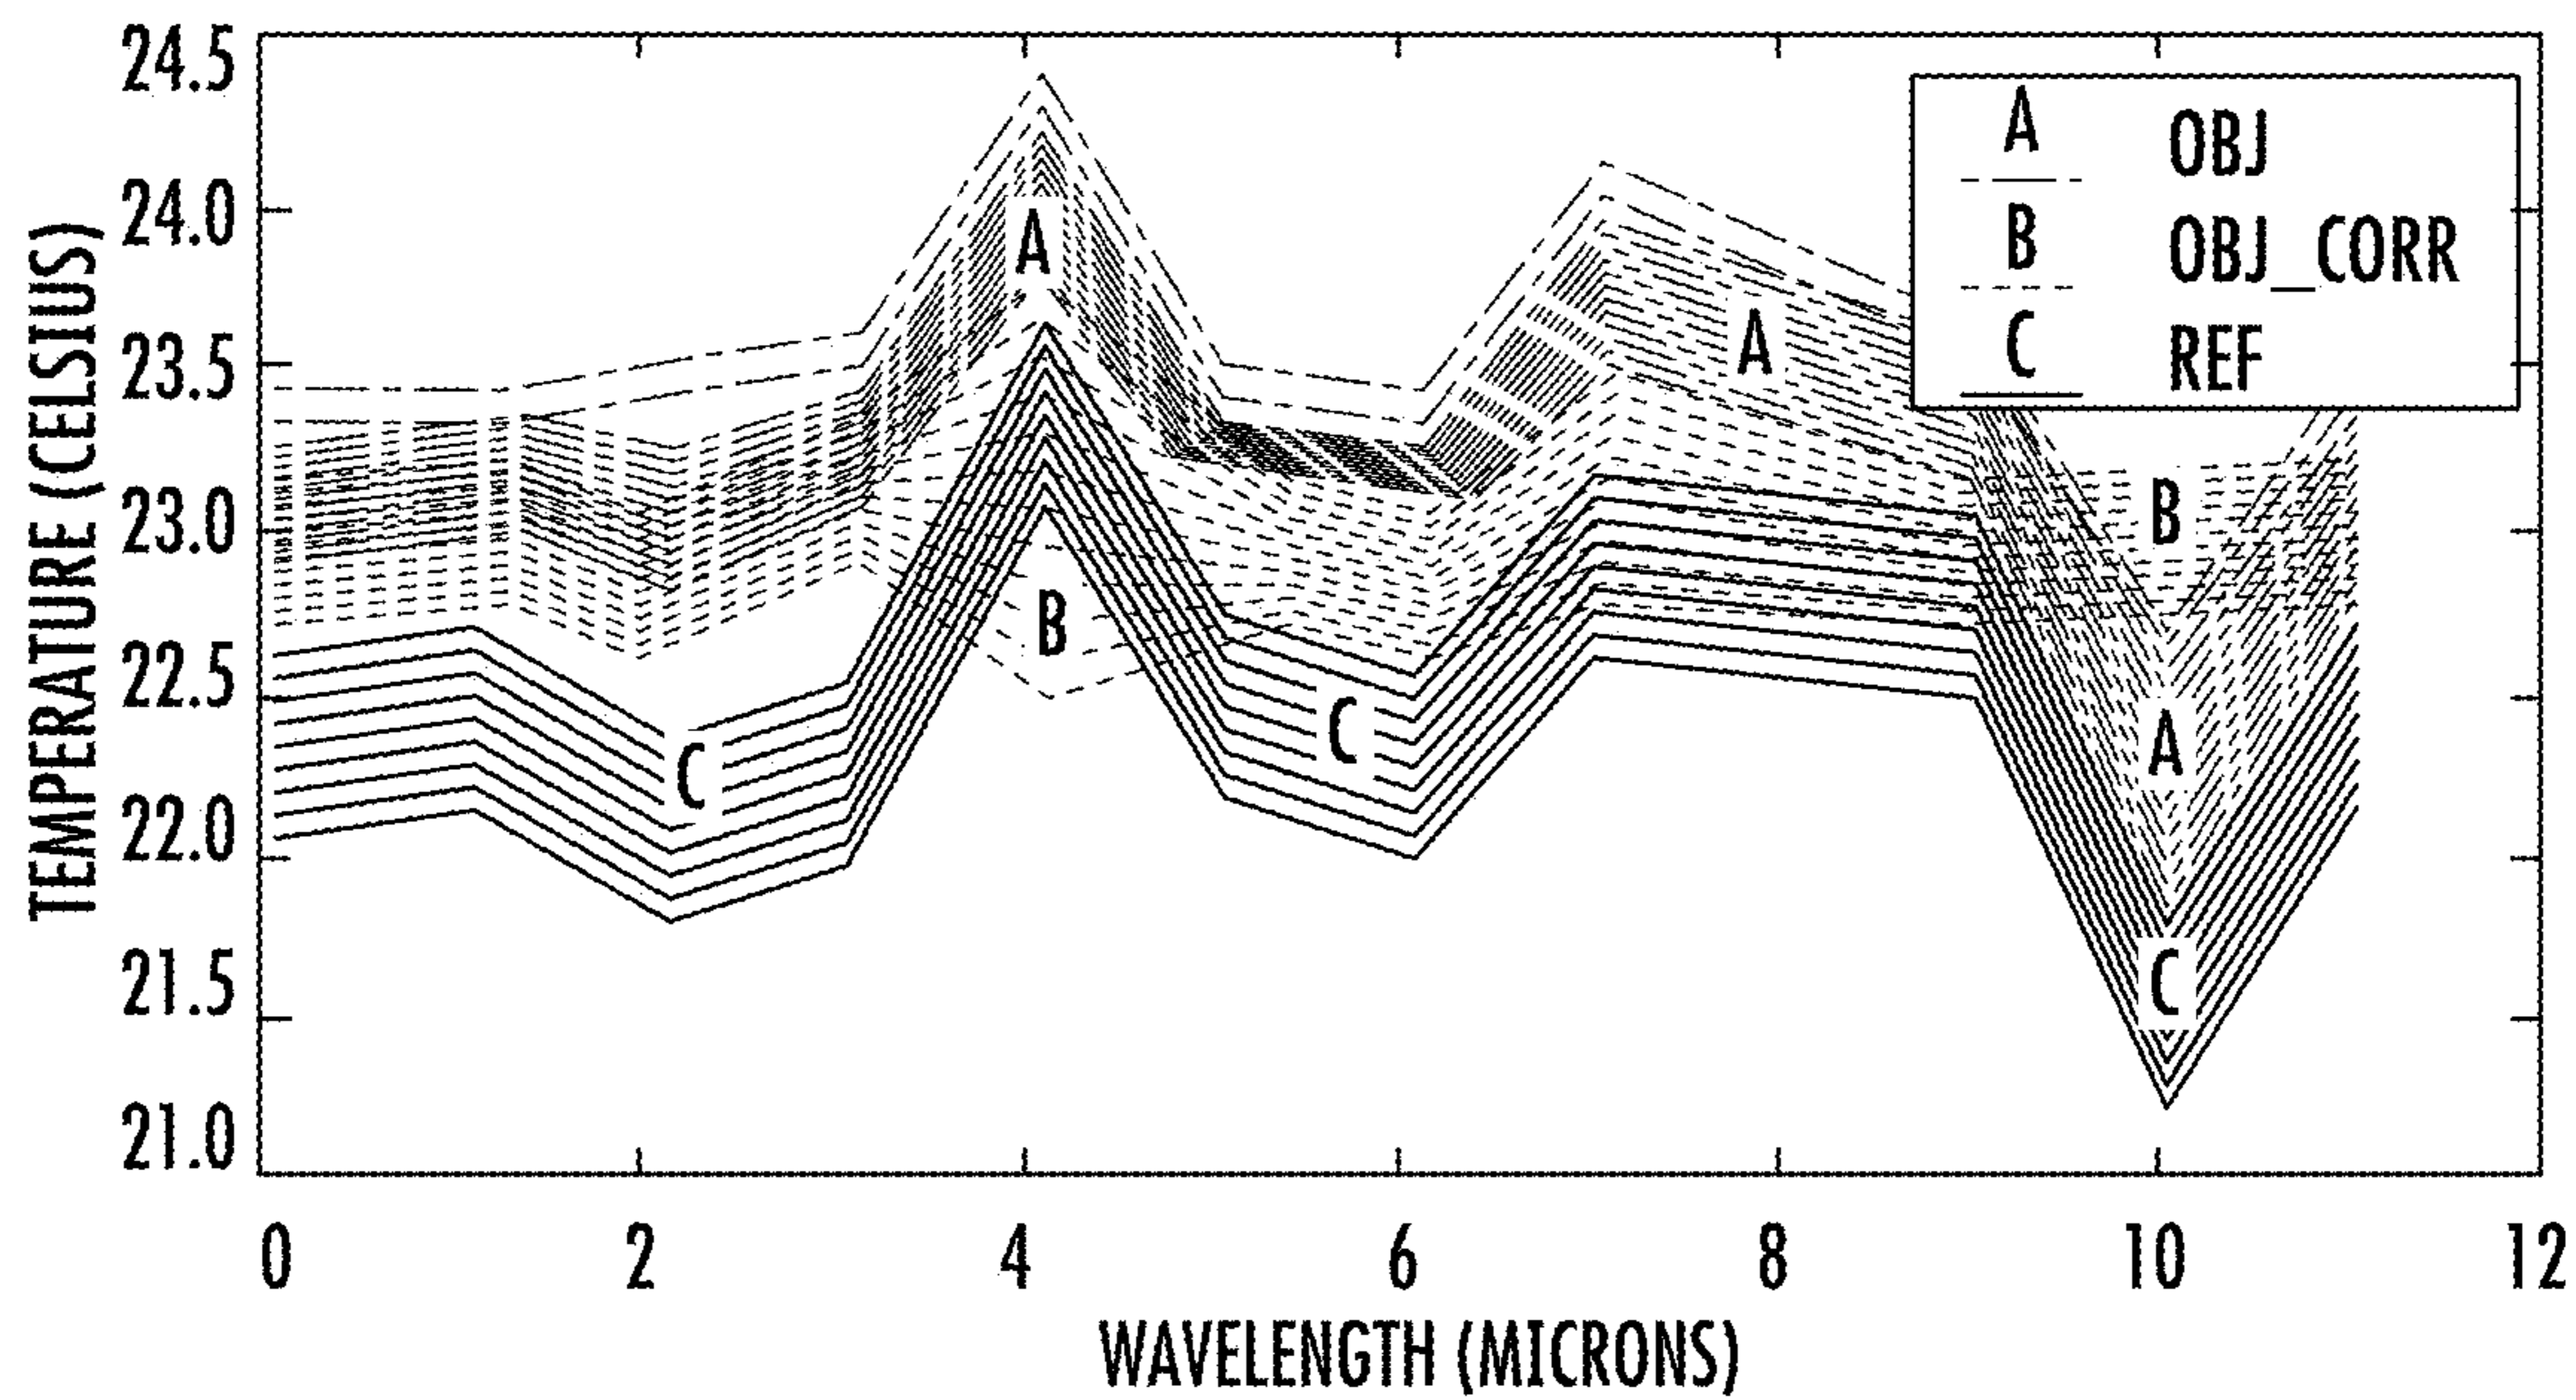 TEMPERATURE (CELSIUS)
24.5
24.0
23.5
23.0
22.5
22.0
21.5
21.0
A OBJ
B OBJ_CORR
C REF
A
A
B
B
C
C
A
C
0 2 4 6 8 10 12
WAVELENGTH (MICRONS)